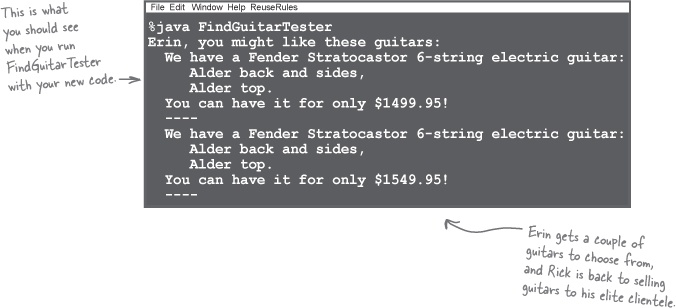 This is what
you should see
when you run
FindGuitarTester
with your new code.
File Edit Window Help ReuseRules
%java FindGuitarTester
Erin, you might like these guitars:
We have a Fender Stratocastor 6-string electric guitar:
Alder back and sides,
Alder top.
You can have it for only $1499.95!
----
We have a Fender Stratocastor 6-string electric guitar:
Alder back and sides,
Alder top.
You can have it for only $1549.95!
----
Erin gets a couple of
guitars to choose from,
and Rick is back to selling
guitars to his elite clientele.